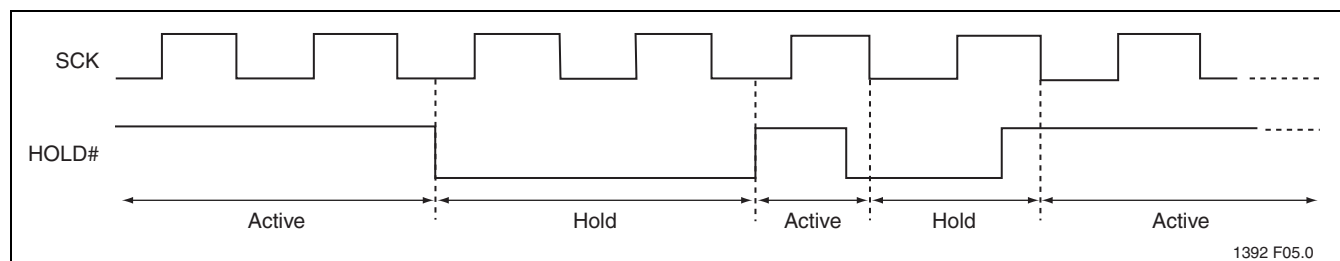 SCK
HOLD#
Active Hold Active Hold Active
1392 F05.0